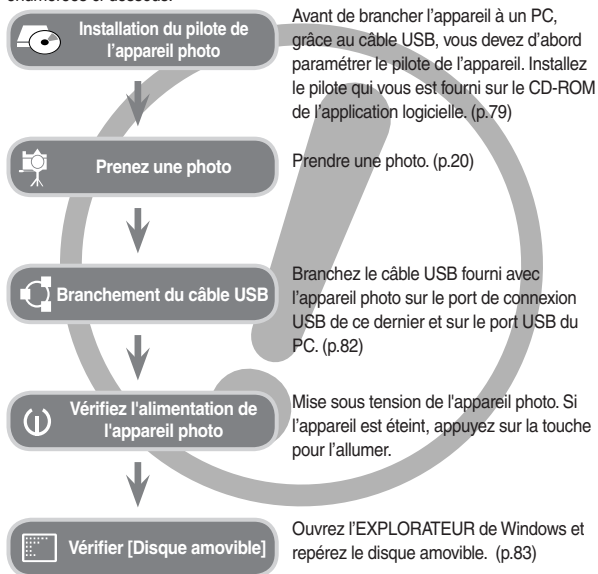 Installation du pilote de
l'appareil photo
Avant de brancher l'appareil à un PC,
grâce au câble USB, vous devez d'abord
paramétrer le pilote de l'appareil. Installez
le pilote qui vous est fourni sur le CD-ROM
de l'application logicielle. (p.79)
Prenez une photo
Prendre une photo. (p.20)
Branchement du câble USB
Branchez le câble USB fourni avec
l'appareil photo sur le port de connexion
USB de ce dernier et sur le port USB du
PC. (p.82)
Vérifiez l'alimentation de
l'appareil photo
Mise sous tension de l'appareil photo. Si
l'appareil est éteint, appuyez sur la touche
pour l'allumer.
Vérifier [Disque amovible]
Ouvrez l'EXPLORATEUR de Windows et
repérez le disque amovible. (p.83)